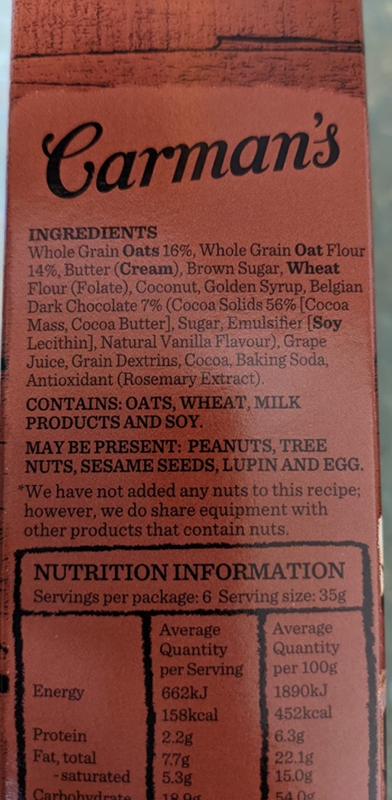 Carman's
INGREDIENTS
Whole Grain Oats 16%, Whole Grain Oat Flour
14%, Butter (Cream), Brown Sugar, Wheat
Flour (Folate), Coconut, Golden Syrup, Belgian
Dark Chocolate 7% (Cocoa Solids 56% [Cocoa
Mass, Cocoa Butter], Sugar, Emulsifier [Soy
Lecithin], Natural Vanilla Flavour), Grape
Juice, Grain Dextrins, Cocoa, Baking Soda,
Antioxidant (Rosemary Extract).
CONTAINS: OATS, WHEAT, MILK
PRODUCTS AND SOY.
MAY BE PRESENT: PEANUTS, TREE
NUTS, SESAME SEEDS, LUPIN AND EGG.
*We have not added any nuts to this recipe;
however, we do share equipment with
other products that contain nuts.
NUTRITION INFORMATION
Servings per package: 6 Serving size: 35g
Average Average
Quantity Quantity
per Serving per 100g
Energy 662kJ 1890kJ
158kcal 452kcal
Protein 2.2g 6.3g
Fat, total 7.7g 22.1g
- saturated 5.3g 15.0g
Carbohydrate 18.9g 54.0g